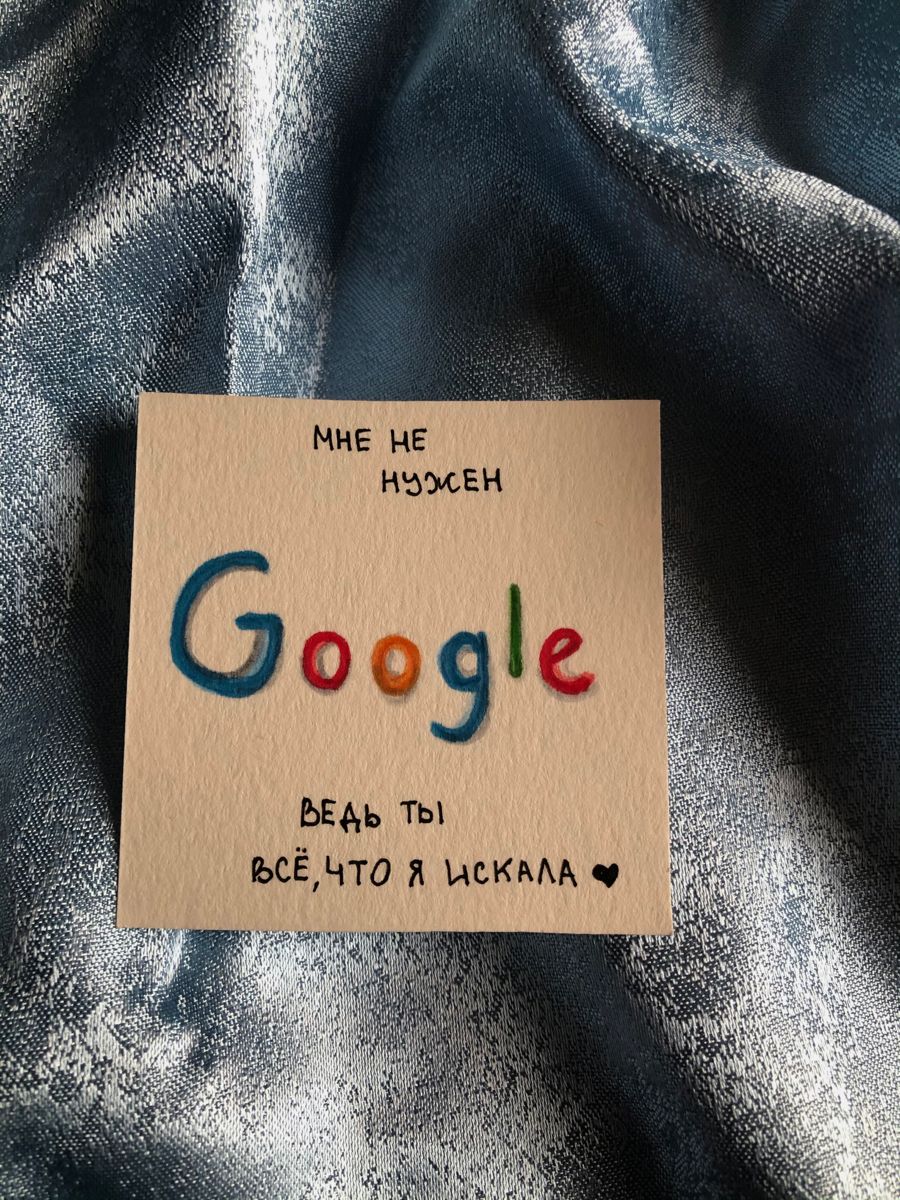 МНЕ НЕ
НУЖЕН
Google
ВЕДЬ ТЫ
ВСЁ, ЧТО Я ИСКАЛА ♥